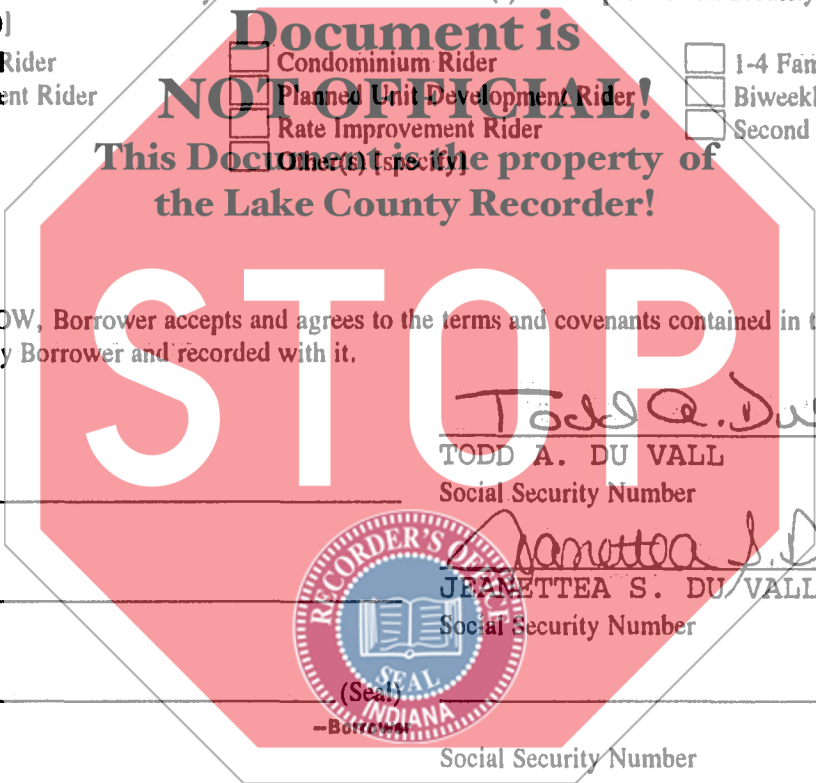 Document is
Rider Condominium Rider 1-4 Fam
ent Rider Planned Unit Development Rider Biweekl
NOT OFFICIAL!
Rate Improvement Rider Second
Other(s) [specify]
This Document is the property of
the Lake County Recorder!
STOP
OW, Borrower accepts and agrees to the terms and covenants contained in t
y Borrower and recorded with it.
Todd A. Du
TODD A. DU VALL
Social Security Number
Jeanettea S. D
JEANETTEA S. DU VALL
Social Security Number
RECORDER'S OFFICE
SEAL
INDIANA
(Seal)
-Borrower
Social Security Number